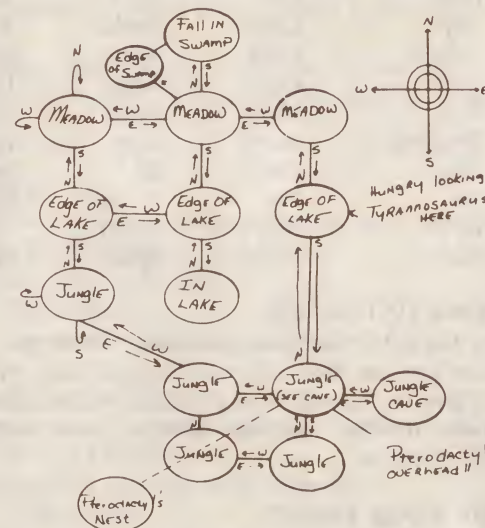 FALL IN
SWAMP
Edge
of Swamp
N
N
S
N
W
MEADOW
W
E
MEADOW
W
E
MEADOW
W
E
S
S
N
S
N
S
N
Edge OF
LAKE
W
E
Edge OF
LAKE
Edge OF
LAKE
HUNGRY LOOKING
TYRANNOSAURUS
HERE
S
N
S
N
S
JUNGLE
W
IN
LAKE
S
E
W
N
S
JUNGLE
W
E
JUNGLE
(SEE CAVE)
W
E
JUNGLE
CAVE
N
N
S
JUNGLE
W
E
JUNGLE
Pterodacty
OVERHEAD!!
Pterodactyl's
NEST